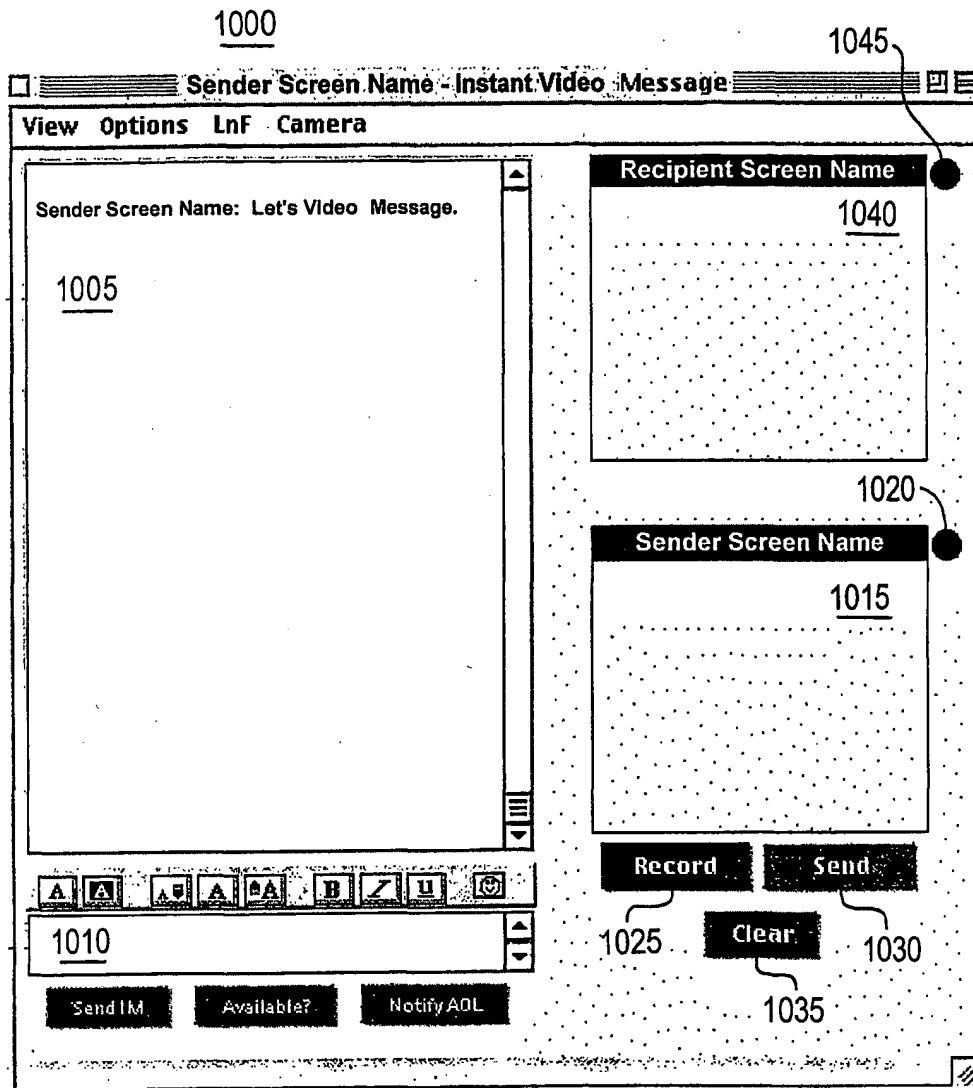 1000
1045
Sender Screen Name - Instant Video Message
View Options LnF Camera
Sender Screen Name: Let's Video Message.
1005
Recipient Screen Name
1040
1020
Sender Screen Name
1015
Record Send
1025
1030
Clear
1035
A A A A A B I U
1010
Send IM Available? Notify AOL